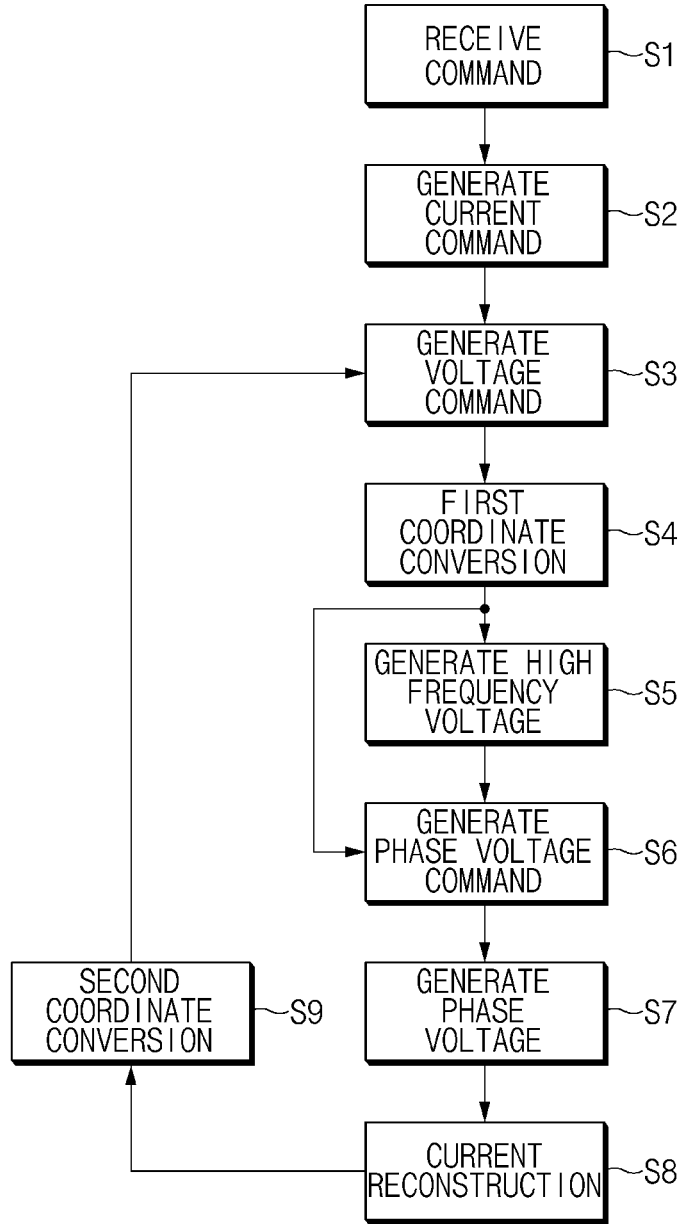 RECEIVE
COMMAND
S1
GENERATE
CURRENT
COMMAND
S2
GENERATE
VOLTAGE
COMMAND
S3
FIRST
COORDINATE
CONVERSION
S4
GENERATE HIGH
FREQUENCY
VOLTAGE
S5
GENERATE
PHASE VOLTAGE
COMMAND
S6
GENERATE
PHASE
VOLTAGE
S7
CURRENT
RECONSTRUCTION
S8
SECOND
COORDINATE
CONVERSION
S9